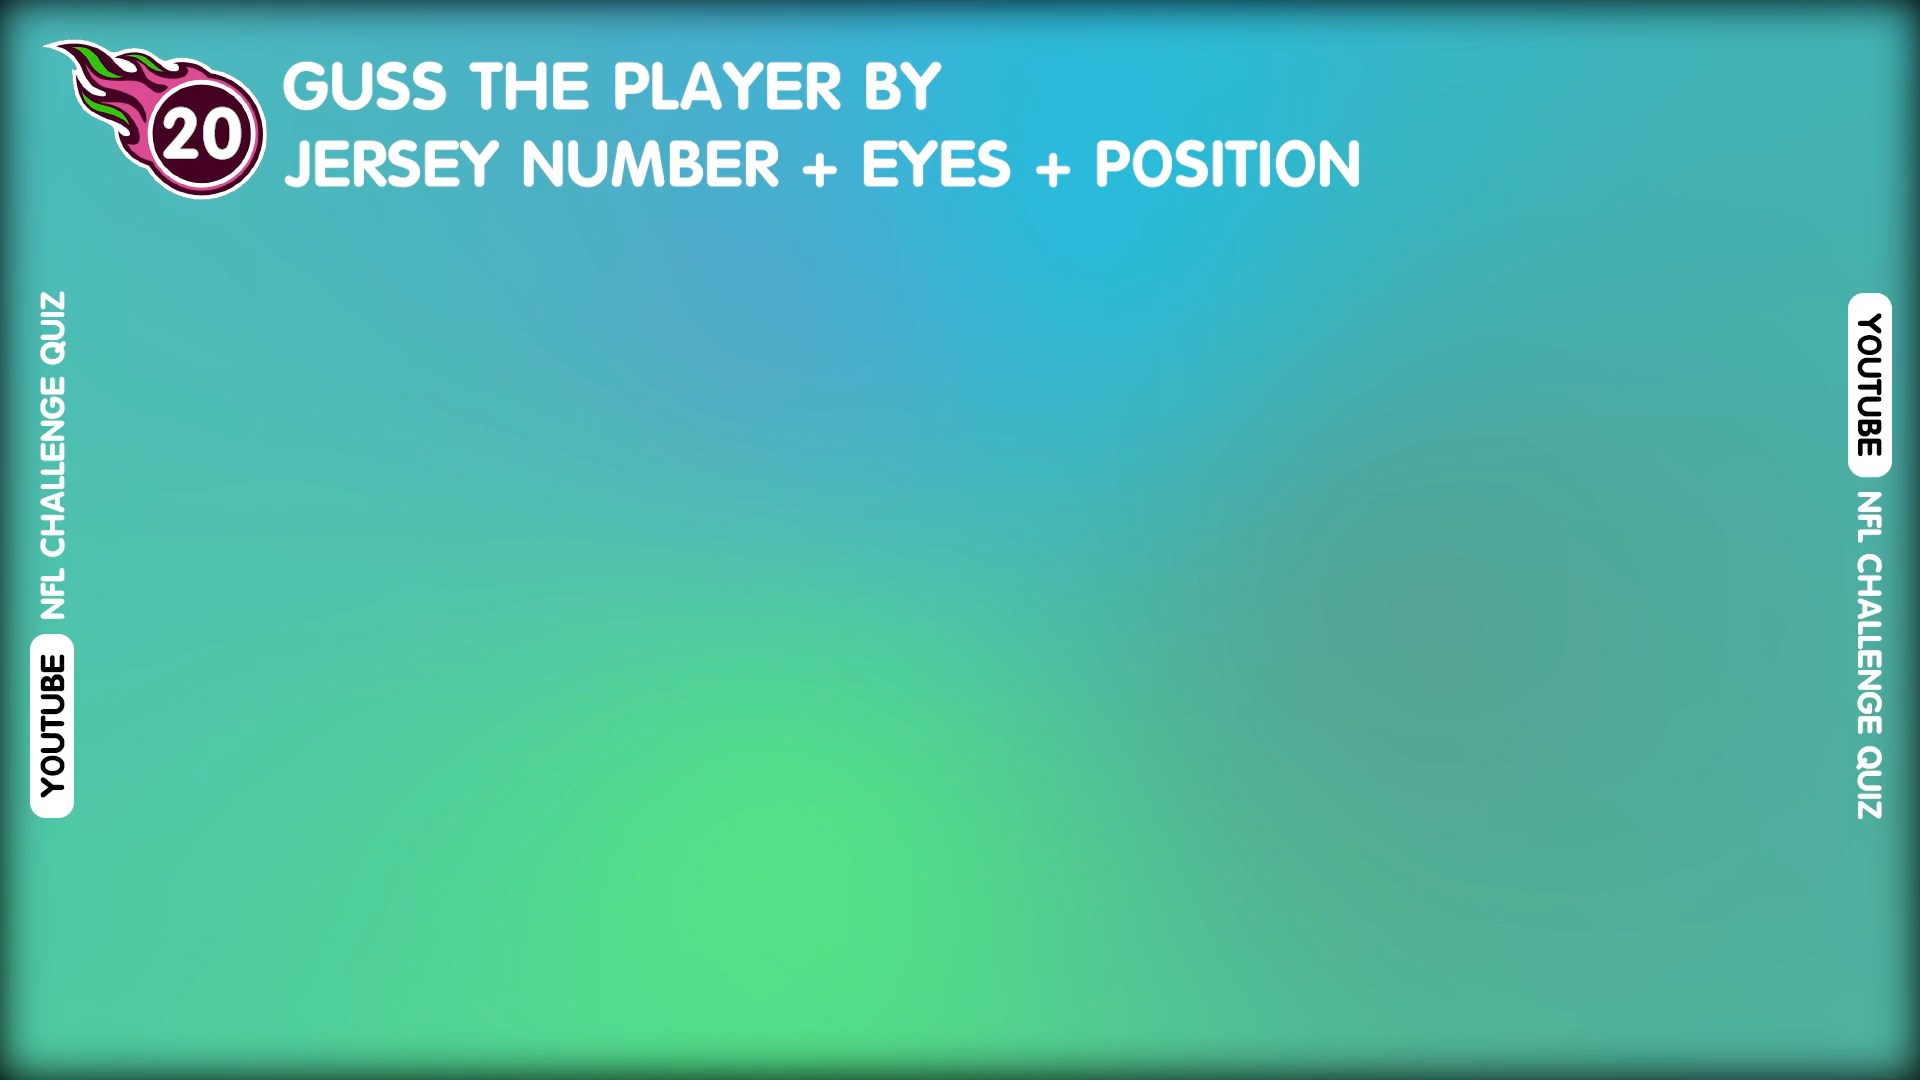 20
GUSS THE PLAYER BY
JERSEY NUMBER + EYES + POSITION
YOUTUBE NFL CHALLENGE QUIZ
YOUTUBE NFL CHALLENGE QUIZ